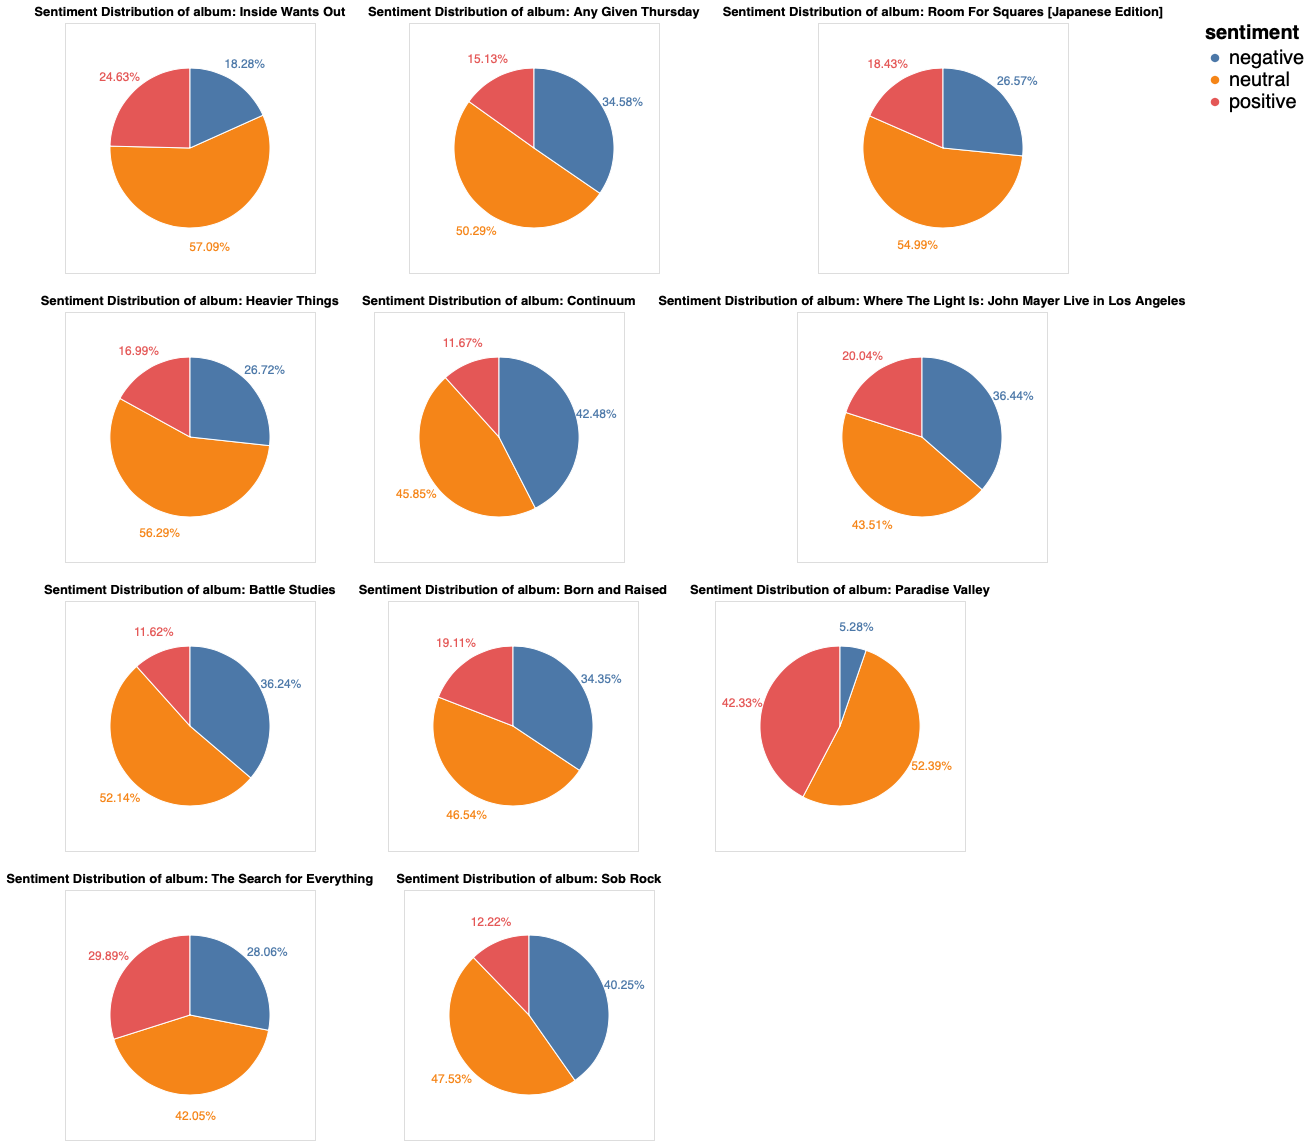 Sentiment Distribution of album: Inside Wants Out
18.28%
24.63%
57.09%
Sentiment Distribution of album: Any Given Thursday
15.13%
34.58%
50.29%
Sentiment Distribution of album: Room For Squares [Japanese Edition]
18.43%
26.57%
54.99%
sentiment
negative
neutral
positive
Sentiment Distribution of album: Heavier Things
16.99%
26.72%
56.29%
Sentiment Distribution of album: Continuum
11.67%
42.48%
45.85%
Sentiment Distribution of album: Where The Light Is: John Mayer Live in Los Angeles
20.04%
36.44%
43.51%
Sentiment Distribution of album: Battle Studies
11.62%
36.24%
52.14%
Sentiment Distribution of album: Born and Raised
19.11%
34.35%
46.54%
Sentiment Distribution of album: Paradise Valley
5.28%
42.33%
52.39%
Sentiment Distribution of album: The Search for Everything
28.06%
29.89%
42.05%
Sentiment Distribution of album: Sob Rock
12.22%
40.25%
47.53%